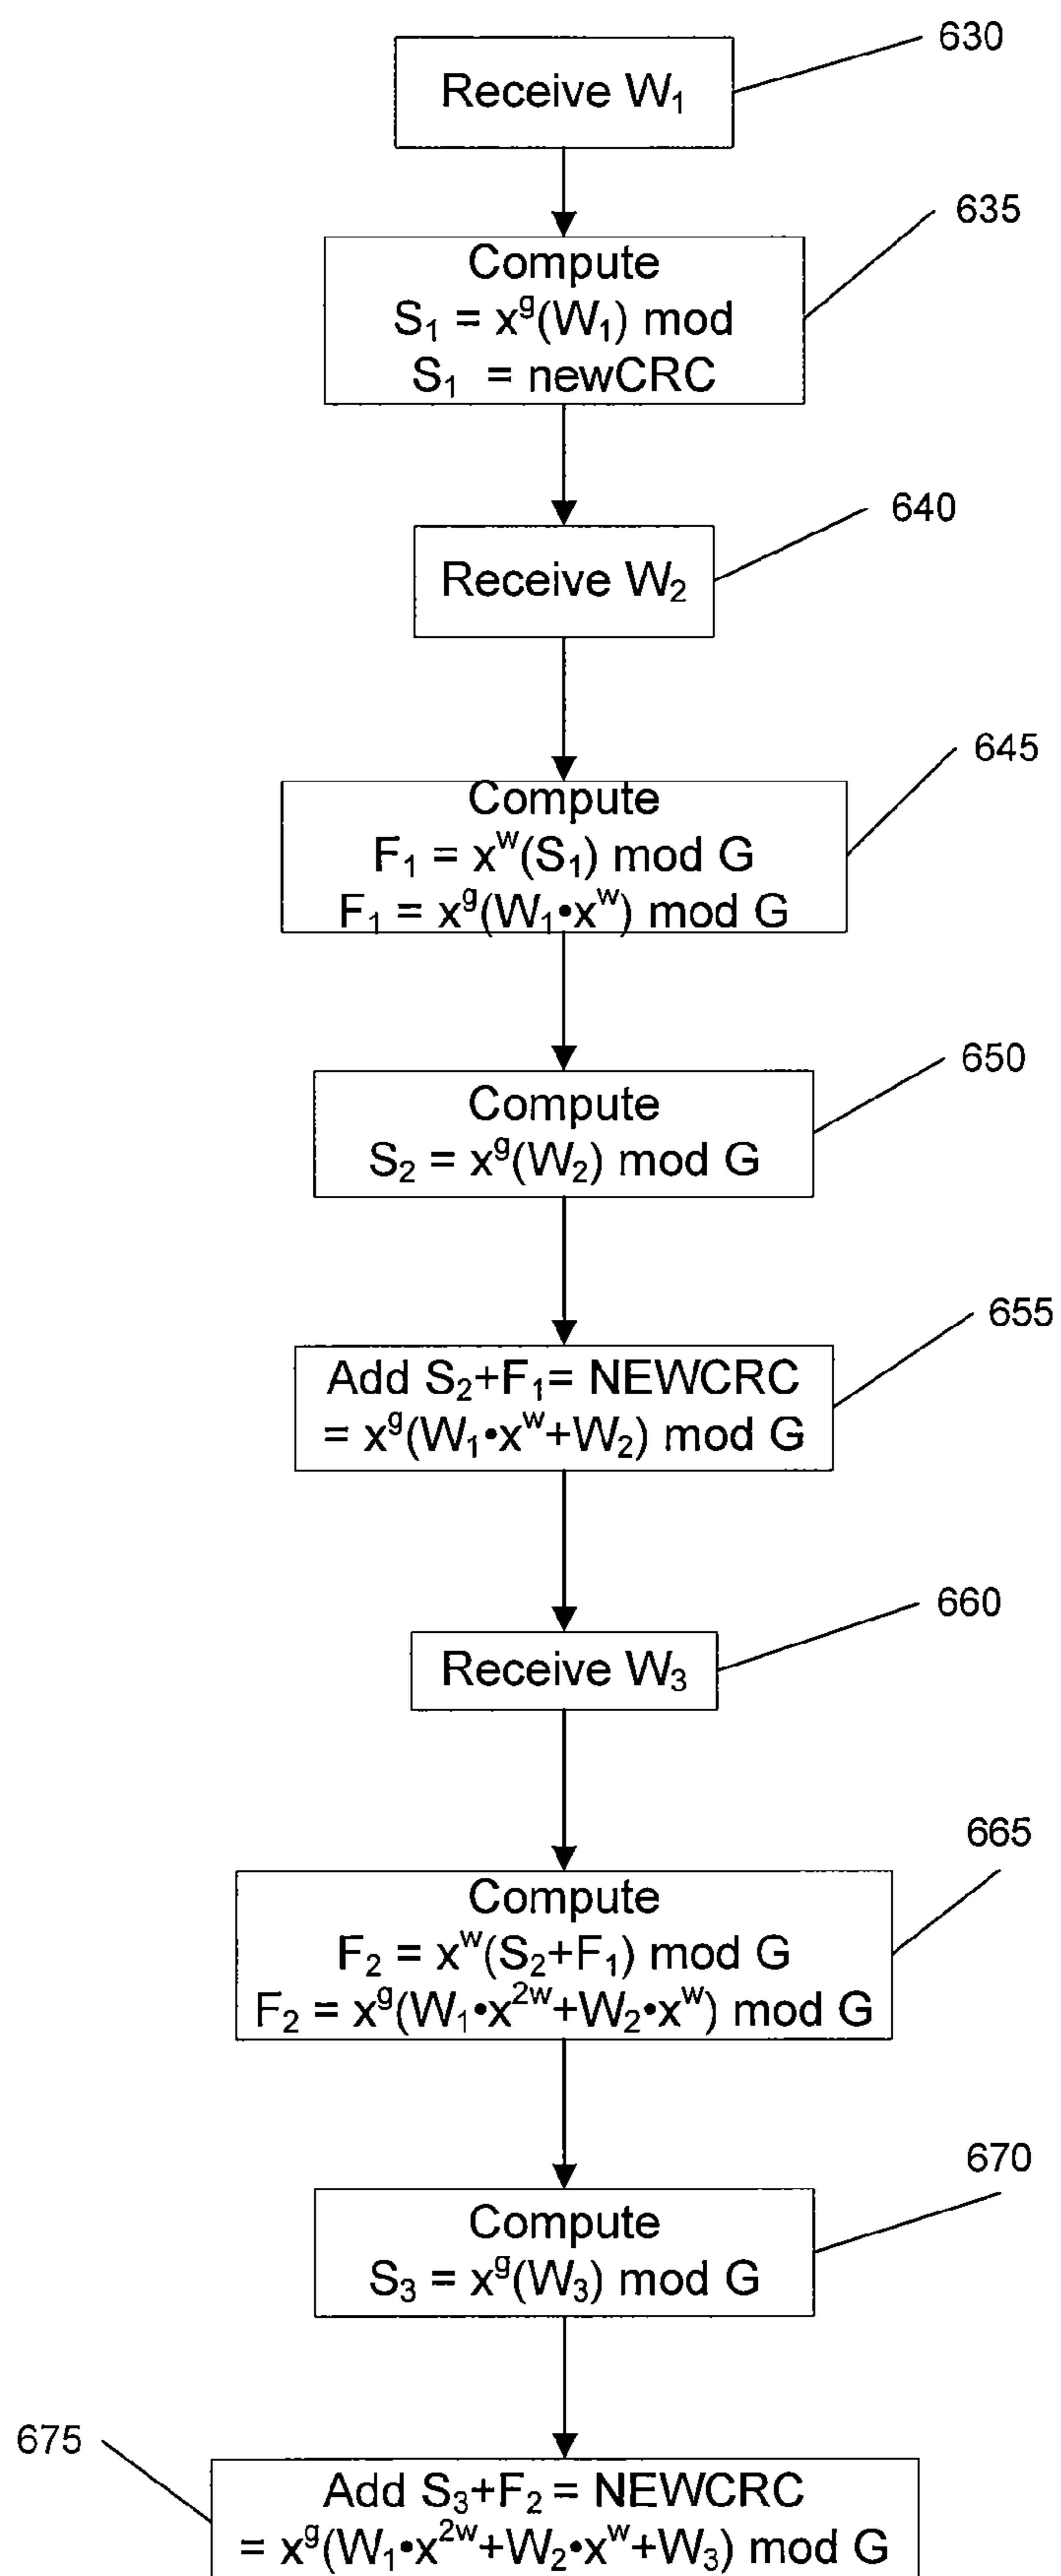 630
Receive W₁
635
Compute
S₁ = xᵍ(W₁) mod
S₁ = newCRC
640
Receive W₂
645
Compute
F₁ = xʷ(S₁) mod G
F₁ = xᵍ(W₁•xʷ) mod G
650
Compute
S₂ = xᵍ(W₂) mod G
655
Add S₂+F₁= NEWCRC
= xᵍ(W₁•xʷ+W₂) mod G
660
Receive W₃
665
Compute
F₂ = xʷ(S₂+F₁) mod G
F₂ = xᵍ(W₁•x²ʷ+W₂•xʷ) mod G
670
Compute
S₃ = xᵍ(W₃) mod G
675
Add S₃+F₂ = NEWCRC
= xᵍ(W₁•x²ʷ+W₂•xʷ+W₃) mod G